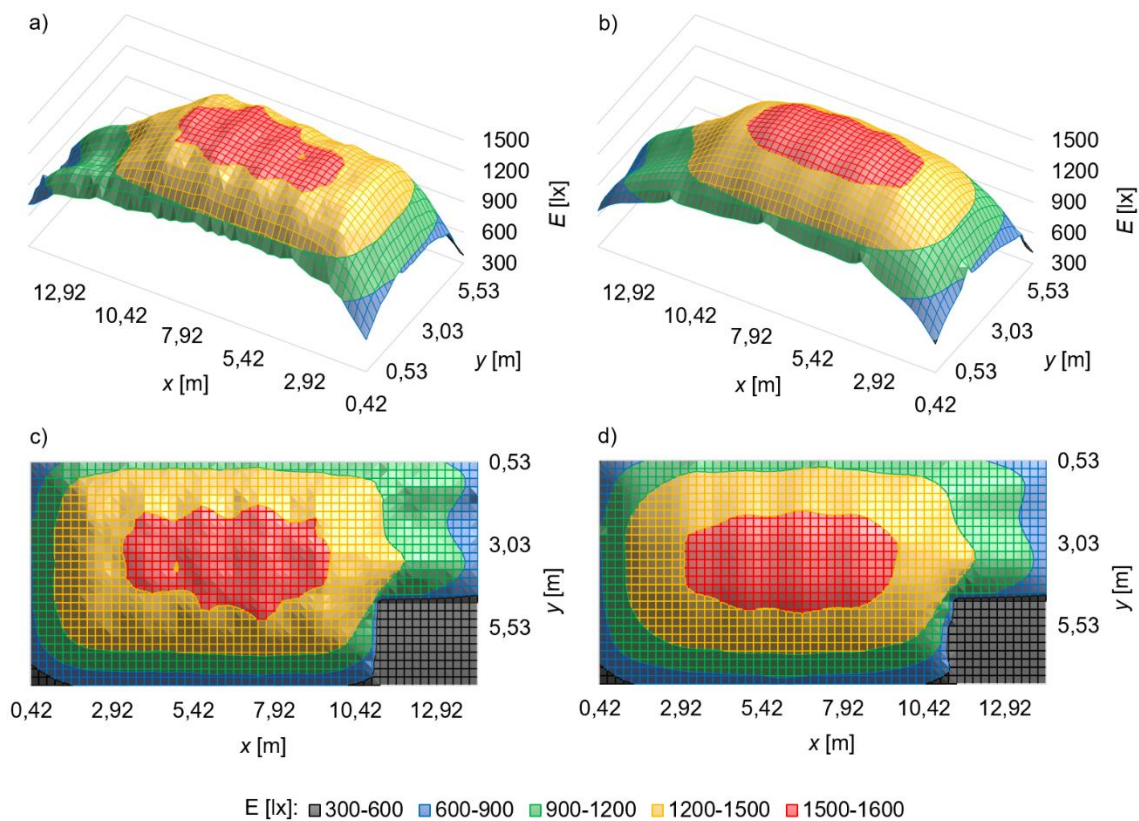 a)
1500
1200
900
600
300
E [lx]
12,92
10,42
7,92
5,42
2,92
0,42
x [m]
5,53
3,03
0,53
y [m]
b)
1500
1200
900
600
300
E [lx]
12,92
10,42
7,92
5,42
2,92
0,42
x [m]
5,53
3,03
0,53
y [m]
c)
0,53
3,03
5,53
y [m]
0,42 2,92 5,42 7,92 10,42 12,92
x [m]
d)
0,53
3,03
5,53
y [m]
0,42 2,92 5,42 7,92 10,42 12,92
x [m]
E [lx]: 300-600 600-900 900-1200 1200-1500 1500-1600